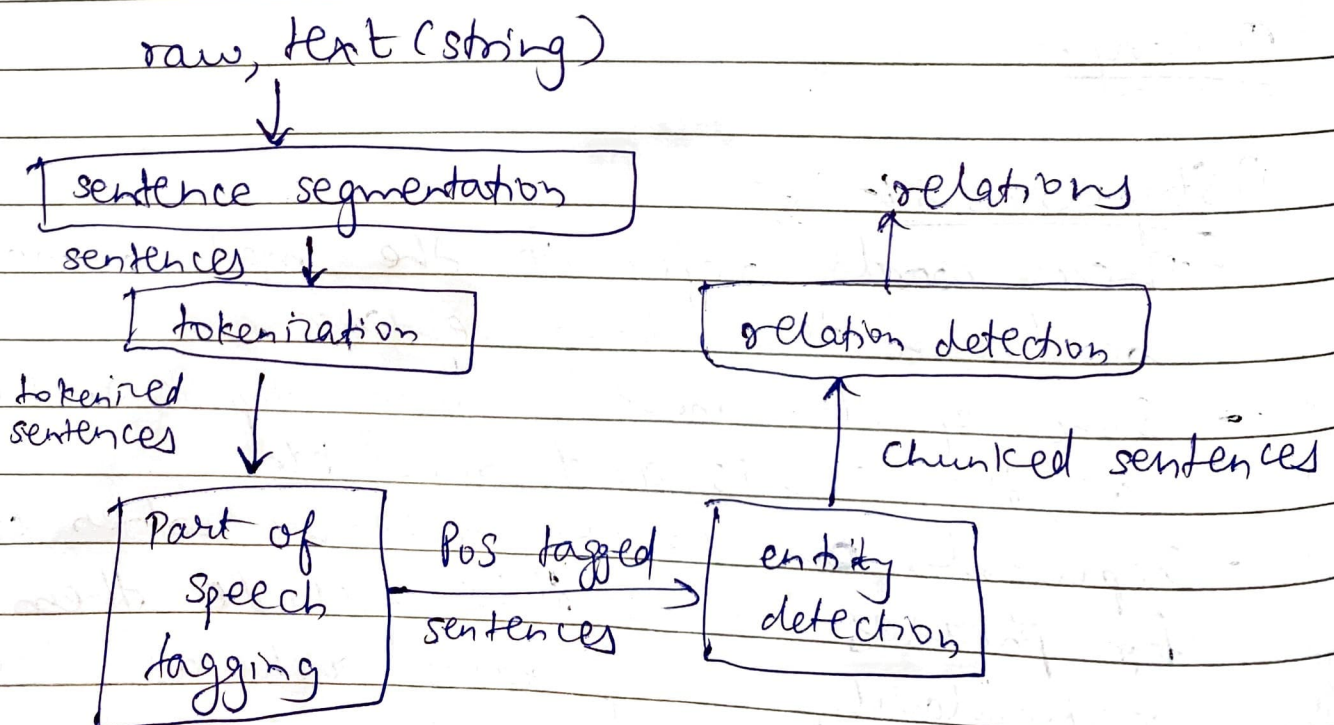 raw, text (string)
sentence segmentation
sentences
tokenization
tokenized
sentences
Part of
speech
tagging
PoS tagged
sentences
entity
detection
chunked sentences
relation detection
relations